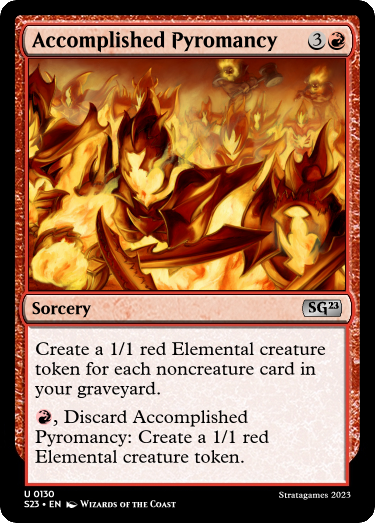 Accomplished Pyromancy 3
Sorcery SG23
Create a 1/1 red Elemental creature
token for each noncreature card in
your graveyard.
, Discard Accomplished
Pyromancy: Create a 1/1 red
Elemental creature token.
U 0130
S23 • EN Wizards of the Coast
Stratagames 2023